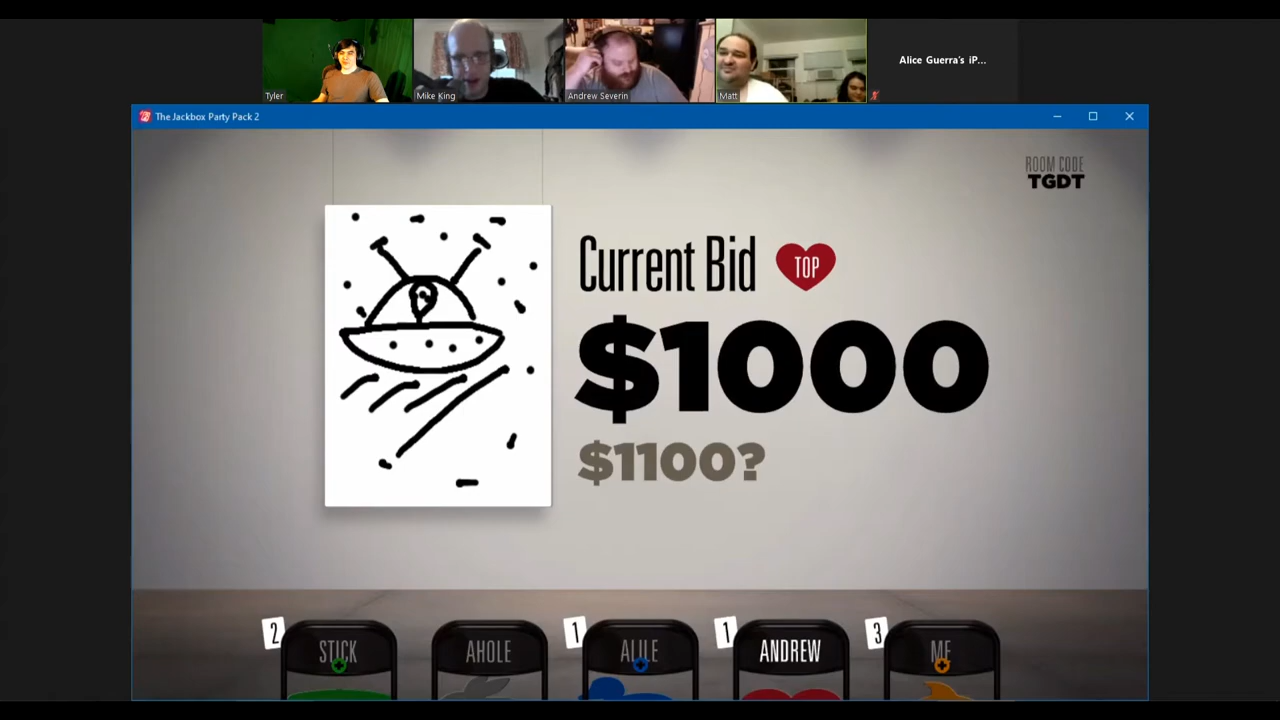 Alice Guerra's iP...
Tyler
Mike King
Andrew Severin
Matt
The Jackbox Party Pack 2
ROOM CODE
TGDT
Current Bid
TOP
$1000
$1100?
2
STICK
AHOLE
1
1
ANDREW
3
ME